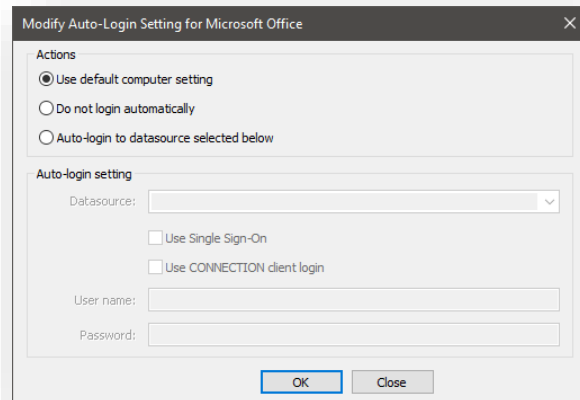 Modify Auto-Login Setting for Microsoft Office
Actions
Use default computer setting
Do not login automatically
Auto-login to datasource selected below
Auto-login setting
Datasource:
Use Single Sign-On
Use CONNECTION client login
User name:
Password:
OK Close